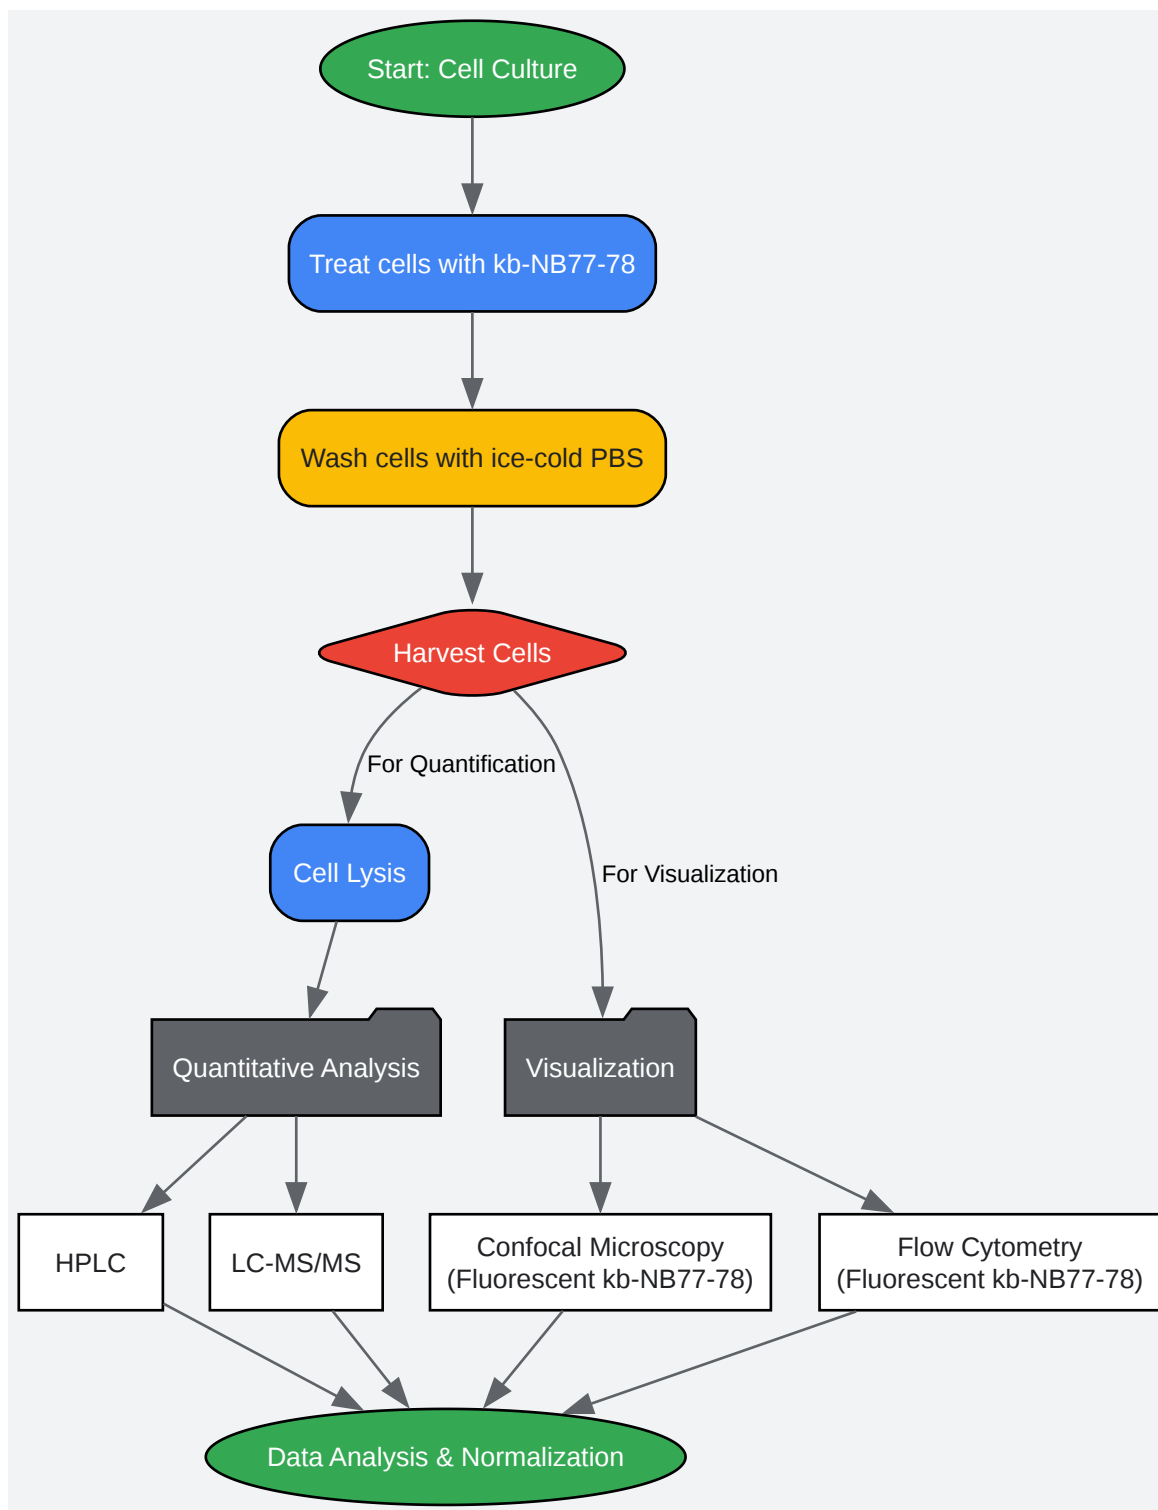 Start: Cell Culture
Treat cells with kb-NB77-78
Wash cells with ice-cold PBS
Harvest Cells
For Quantification
Cell Lysis
For Visualization
Quantitative Analysis
Visualization
HPLC
LC-MS/MS
Confocal Microscopy
(Fluorescent kb-NB77-78)
Flow Cytometry
(Fluorescent kb-NB77-78)
Data Analysis & Normalization